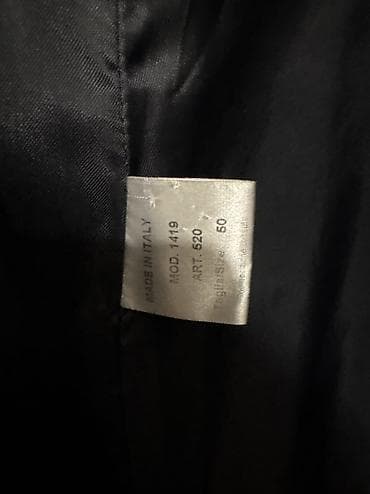 MADE IN ITALY
MOD. 1419
ART. 520
Taglia/Size 50